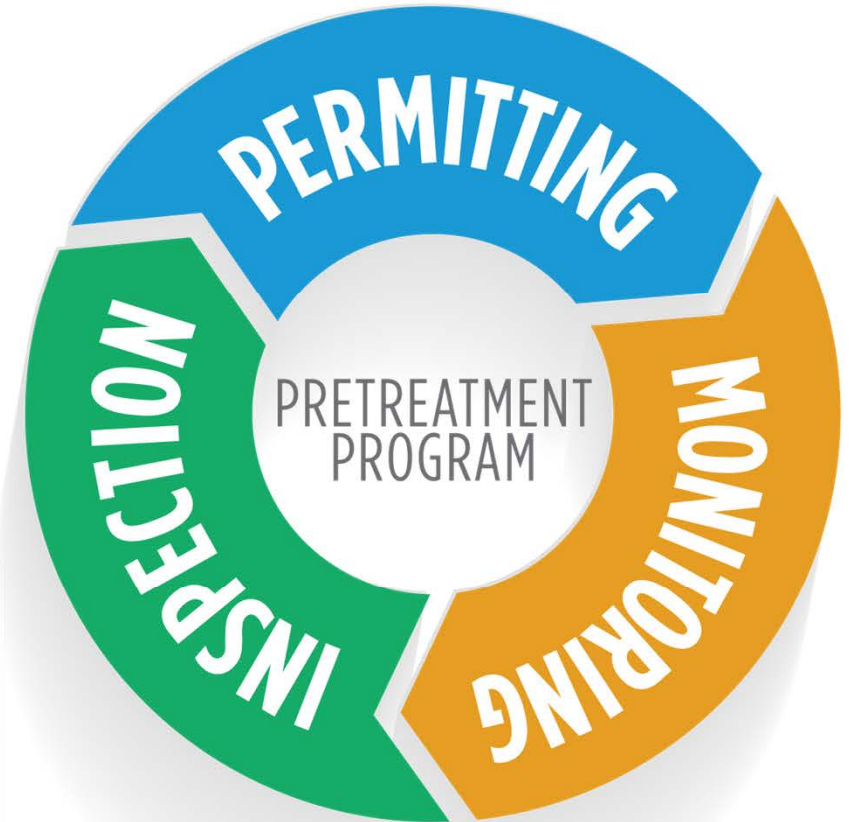 PERMITTING
MONITORING
INSPECTION
PRETREATMENT
PROGRAM